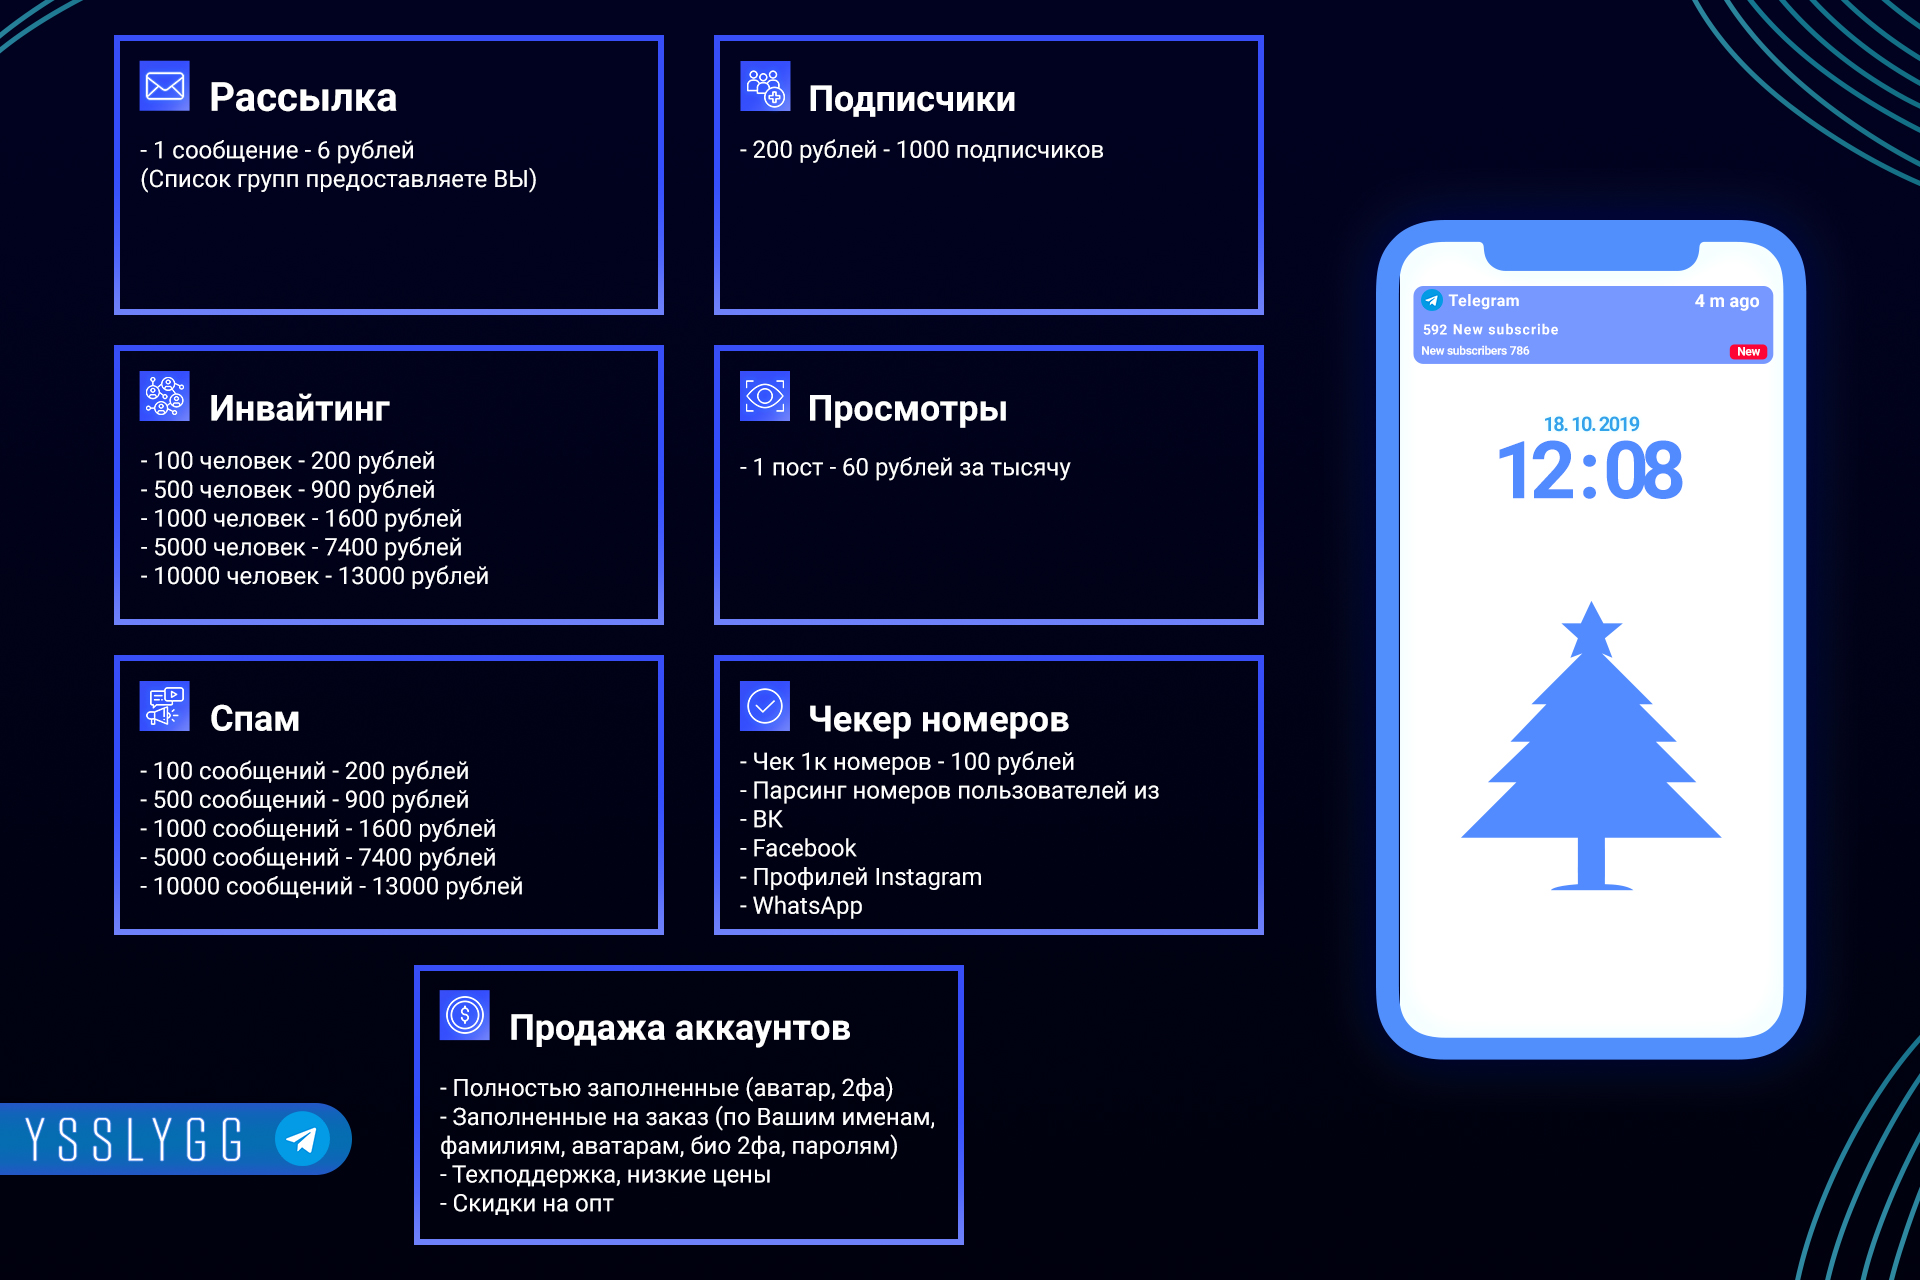 Рассылка
- 1 сообщение - 6 рублей
(Список групп предоставляете ВЫ)
Подписчики
- 200 рублей - 1000 подписчиков
Инвайтинг
- 100 человек - 200 рублей
- 500 человек - 900 рублей
- 1000 человек - 1600 рублей
- 5000 человек - 7400 рублей
- 10000 человек - 13000 рублей
Просмотры
- 1 пост - 60 рублей за тысячу
Спам
- 100 сообщений - 200 рублей
- 500 сообщений - 900 рублей
- 1000 сообщений - 1600 рублей
- 5000 сообщений - 7400 рублей
- 10000 сообщений - 13000 рублей
Чекер номеров
- Чек 1к номеров - 100 рублей
- Парсинг номеров пользователей из
- ВК
- Facebook
- Профилей Instagram
- WhatsApp
Продажа аккаунтов
- Полностью заполненные (аватар, 2фа)
- Заполненные на заказ (по Вашим именам,
фамилиям, аватарам, био 2фа, паролям)
- Техподдержка, низкие цены
- Скидки на опт
YSSLYGG
Telegram 4 m ago
592 New subscribe
New subscribers 786 New
18.10.2019
12:08